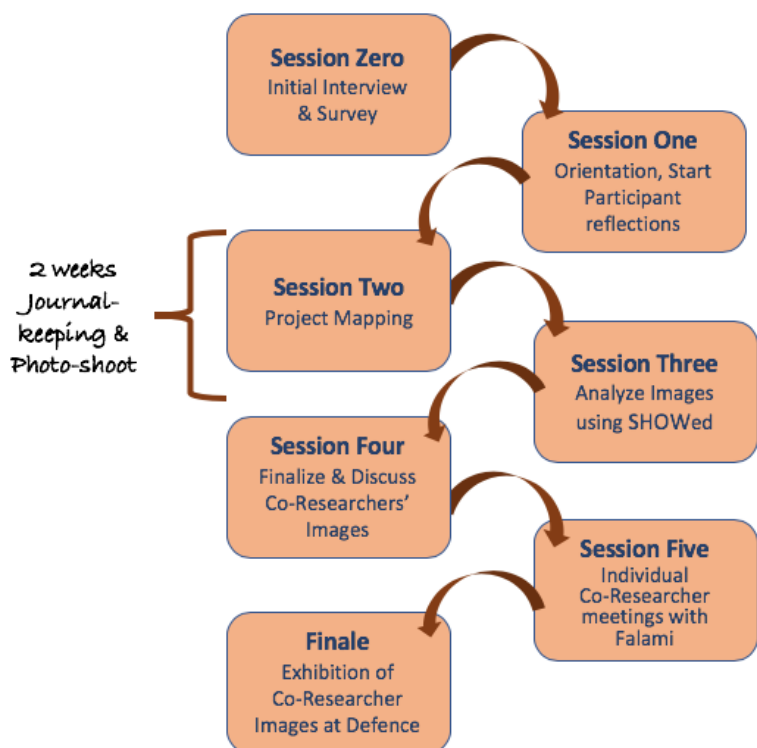 Session Zero
Initial Interview
& Survey
Session One
Orientation, Start
Participant
reflections
2 weeks
Journal-
keeping &
Photo-shoot
Session Two
Project Mapping
Session Three
Analyze Images
using SHOWed
Session Four
Finalize & Discuss
Co-Researchers’
Images
Session Five
Individual
Co-Researcher
meetings with
Falami
Finale
Exhibition of
Co-Researcher
Images at Defence